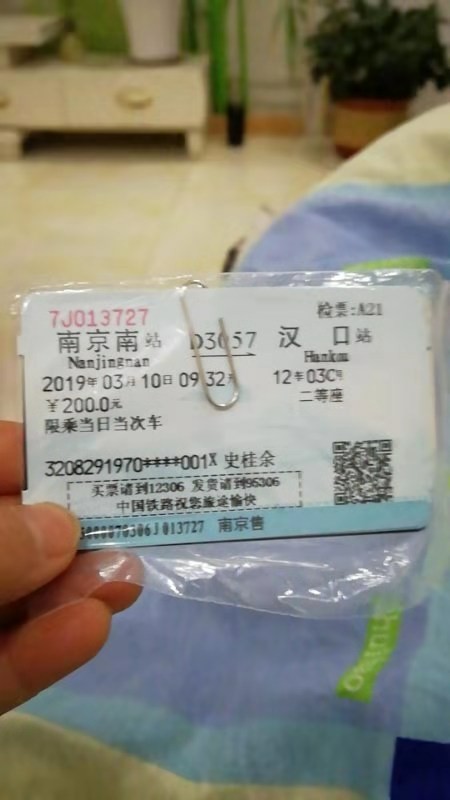 7J013727
检票:A21
南京南站 D3057 汉口站
Nanjingnan Hankou
2019年03月10日09:32开 12车03C号
￥200.0元 二等座
限乘当日当次车
3208291970****001X 史桂余
买票请到12306 发货请到95306
中国铁路祝您旅途愉快
J013727 南京售